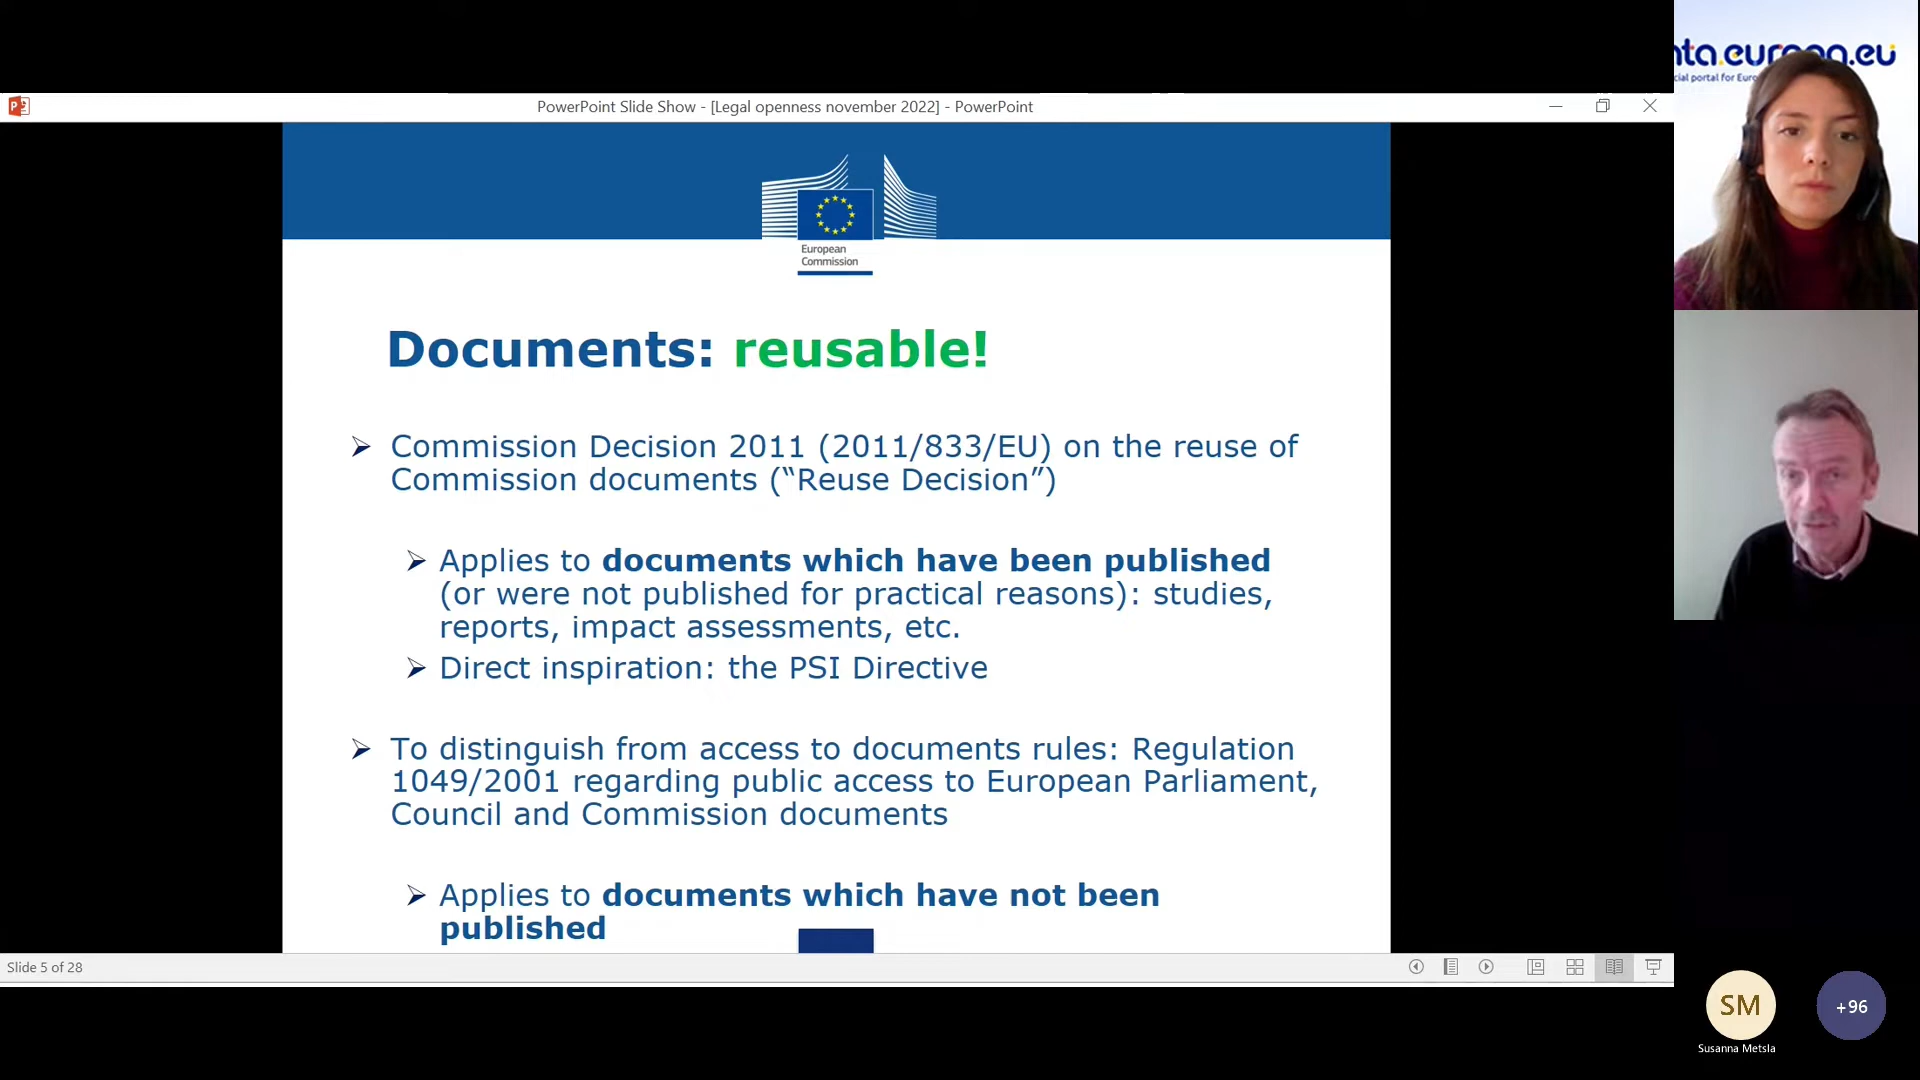 PowerPoint Slide Show - [Legal openness november 2022] - PowerPoint
European
Commission
Documents: reusable!
Commission Decision 2011 (2011/833/EU) on the reuse of
Commission documents (“Reuse Decision”)
Applies to documents which have been published
(or were not published for practical reasons): studies,
reports, impact assessments, etc.
Direct inspiration: the PSI Directive
To distinguish from access to documents rules: Regulation
1049/2001 regarding public access to European Parliament,
Council and Commission documents
Applies to documents which have not been
published
Slide 5 of 28
SM
+96
Susanna Metsla